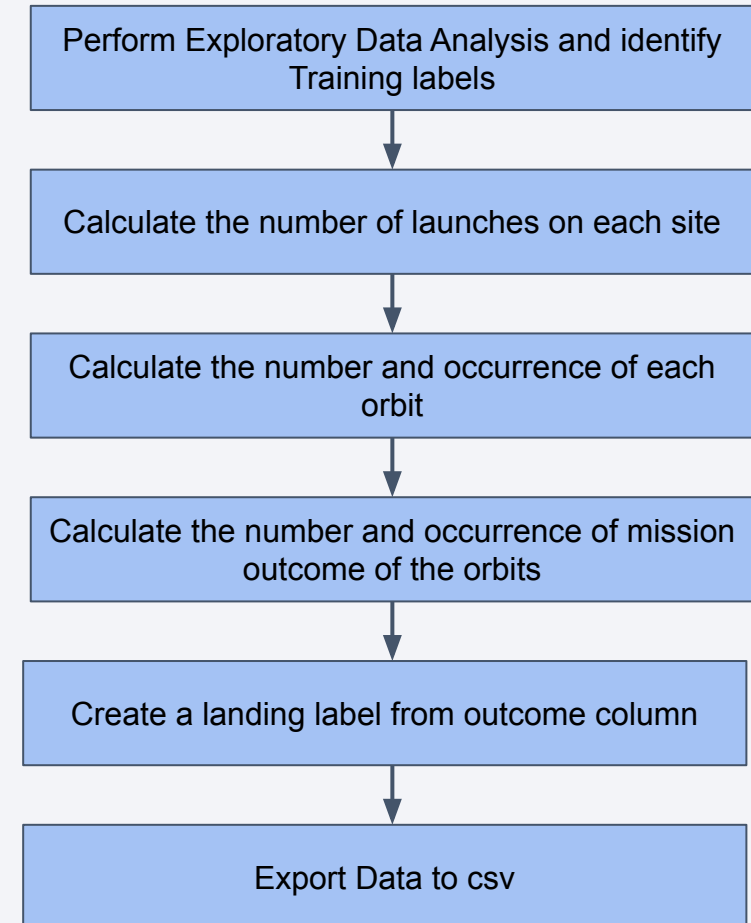 Perform Exploratory Data Analysis and identify
Training labels
Calculate the number of launches on each site
Calculate the number and occurrence of each
orbit
Calculate the number and occurrence of mission
outcome of the orbits
Create a landing label from outcome column
Export Data to csv